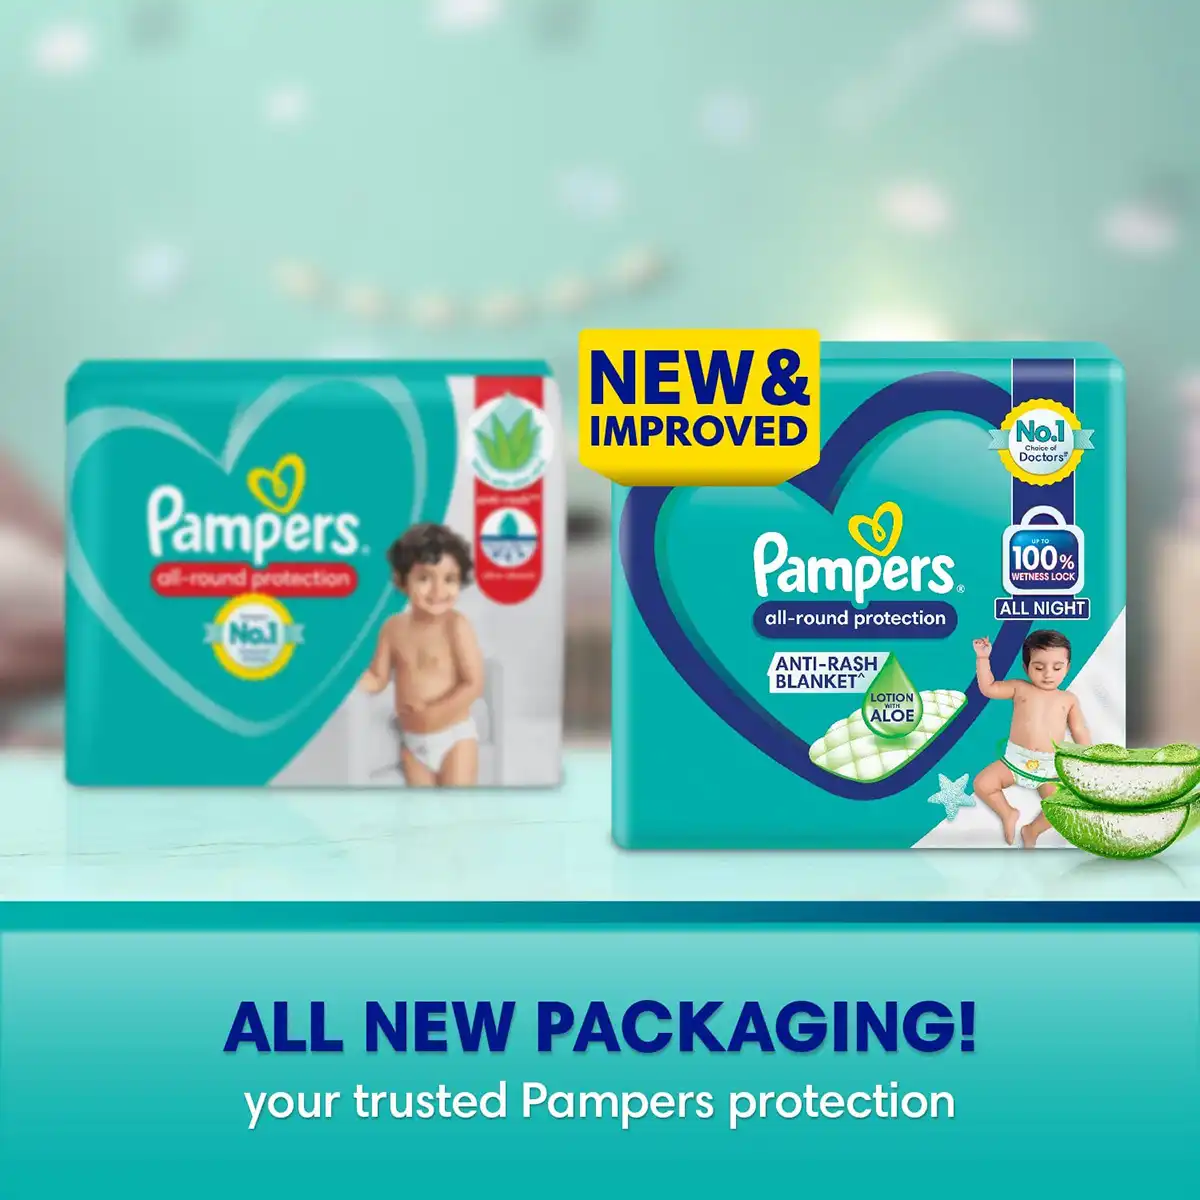 Pampers
all-round protection
No.1
NEW &
IMPROVED
No.1
Choice of
Doctors#
UP TO
100%
WETNESS LOCK
ALL NIGHT
Pampers®
all-round protection
ANTI-RASH
BLANKET^
LOTION
WITH
ALOE
ALL NEW PACKAGING!
your trusted Pampers protection